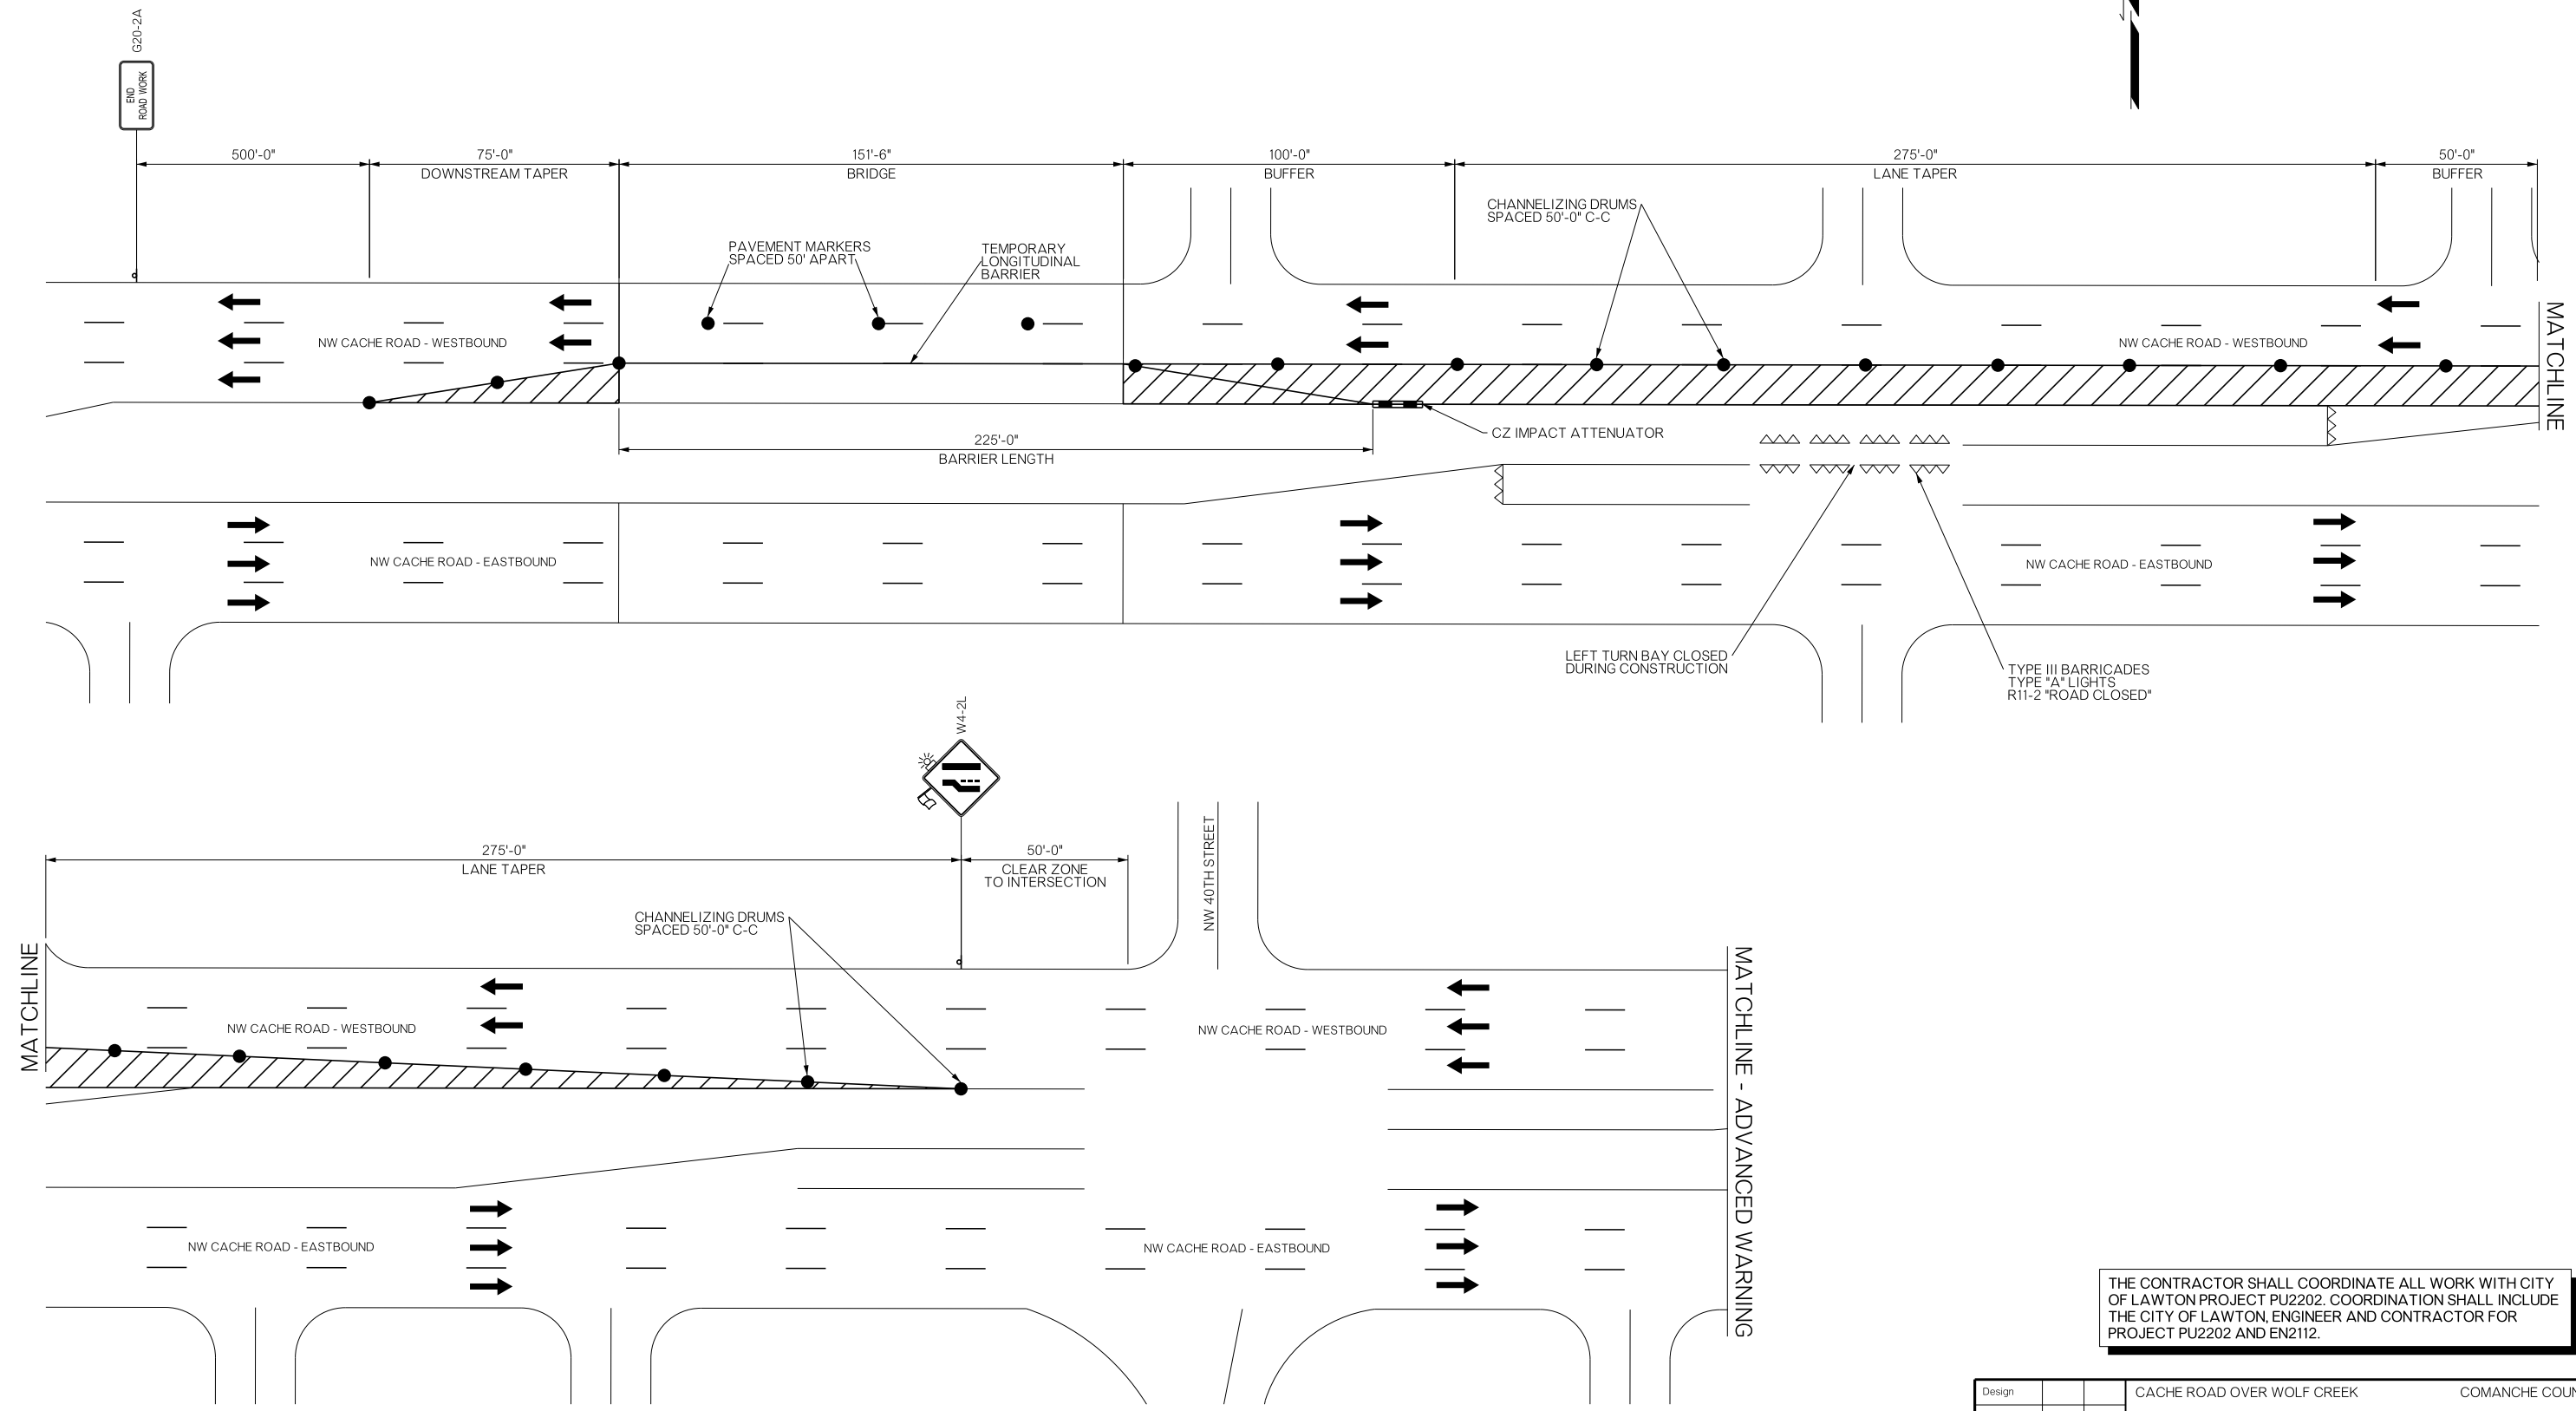 G20-2A
END
ROAD WORK
500'-0"
75'-0"
DOWNSTREAM TAPER
151'-6"
BRIDGE
100'-0"
BUFFER
275'-0"
LANE TAPER
50'-0"
BUFFER
CHANNELIZING DRUMS
SPACED 50'-0" C-C
PAVEMENT MARKERS
SPACED 50' APART
TEMPORARY
LONGITUDINAL
BARRIER
NW CACHE ROAD - WESTBOUND
NW CACHE ROAD - WESTBOUND
MATCHLINE
225'-0"
BARRIER LENGTH
CZ IMPACT ATTENUATOR
NW CACHE ROAD - EASTBOUND
NW CACHE ROAD - EASTBOUND
LEFT TURN BAY CLOSED
DURING CONSTRUCTION
TYPE III BARRICADES
TYPE "A" LIGHTS
R11-2 "ROAD CLOSED"
W4-2L
275'-0"
LANE TAPER
50'-0"
CLEAR ZONE
TO INTERSECTION
NW 40TH STREET
CHANNELIZING DRUMS
SPACED 50'-0" C-C
MATCHLINE
NW CACHE ROAD - WESTBOUND
NW CACHE ROAD - WESTBOUND
MATCHLINE - ADVANCED WARNING
NW CACHE ROAD - EASTBOUND
NW CACHE ROAD - EASTBOUND
THE CONTRACTOR SHALL COORDINATE ALL WORK WITH CITY
OF LAWTON PROJECT PU2202. COORDINATION SHALL INCLUDE
THE CITY OF LAWTON, ENGINEER AND CONTRACTOR FOR
PROJECT PU2202 AND EN2112.
Design
CACHE ROAD OVER WOLF CREEK
COMANCHE